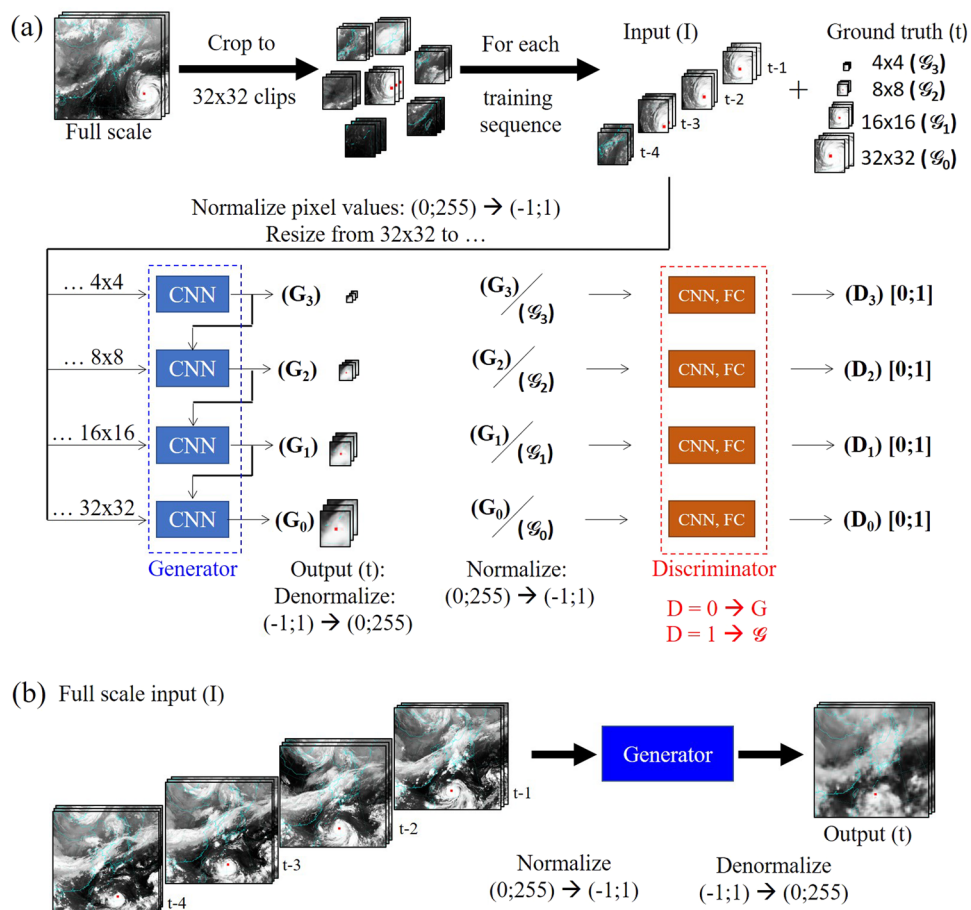 (a)
Full scale
Crop to
32x32 clips
For each
training
sequence
Input (I)
t-1
t-2
t-3
t-4
+
Ground truth (t)
4x4 (𝒢3)
8x8 (𝒢2)
16x16 (𝒢1)
32x32 (𝒢0)
Normalize pixel values: (0;255) → (-1;1)
Resize from 32x32 to ...
... 4x4
CNN
(G3)
(G3)/(𝒢3)
CNN, FC
(D3) [0;1]
... 8x8
CNN
(G2)
(G2)/(𝒢2)
CNN, FC
(D2) [0;1]
... 16x16
CNN
(G1)
(G1)/(𝒢1)
CNN, FC
(D1) [0;1]
... 32x32
CNN
(G0)
(G0)/(𝒢0)
CNN, FC
(D0) [0;1]
Generator
Output (t):
Denormalize:
(-1;1) → (0;255)
Normalize:
(0;255) → (-1;1)
Discriminator
D = 0 → G
D = 1 → 𝒢
(b)
Full scale input (I)
t-4
t-3
t-2
t-1
Generator
Output (t)
Normalize
(0;255) → (-1;1)
Denormalize
(-1;1) → (0;255)